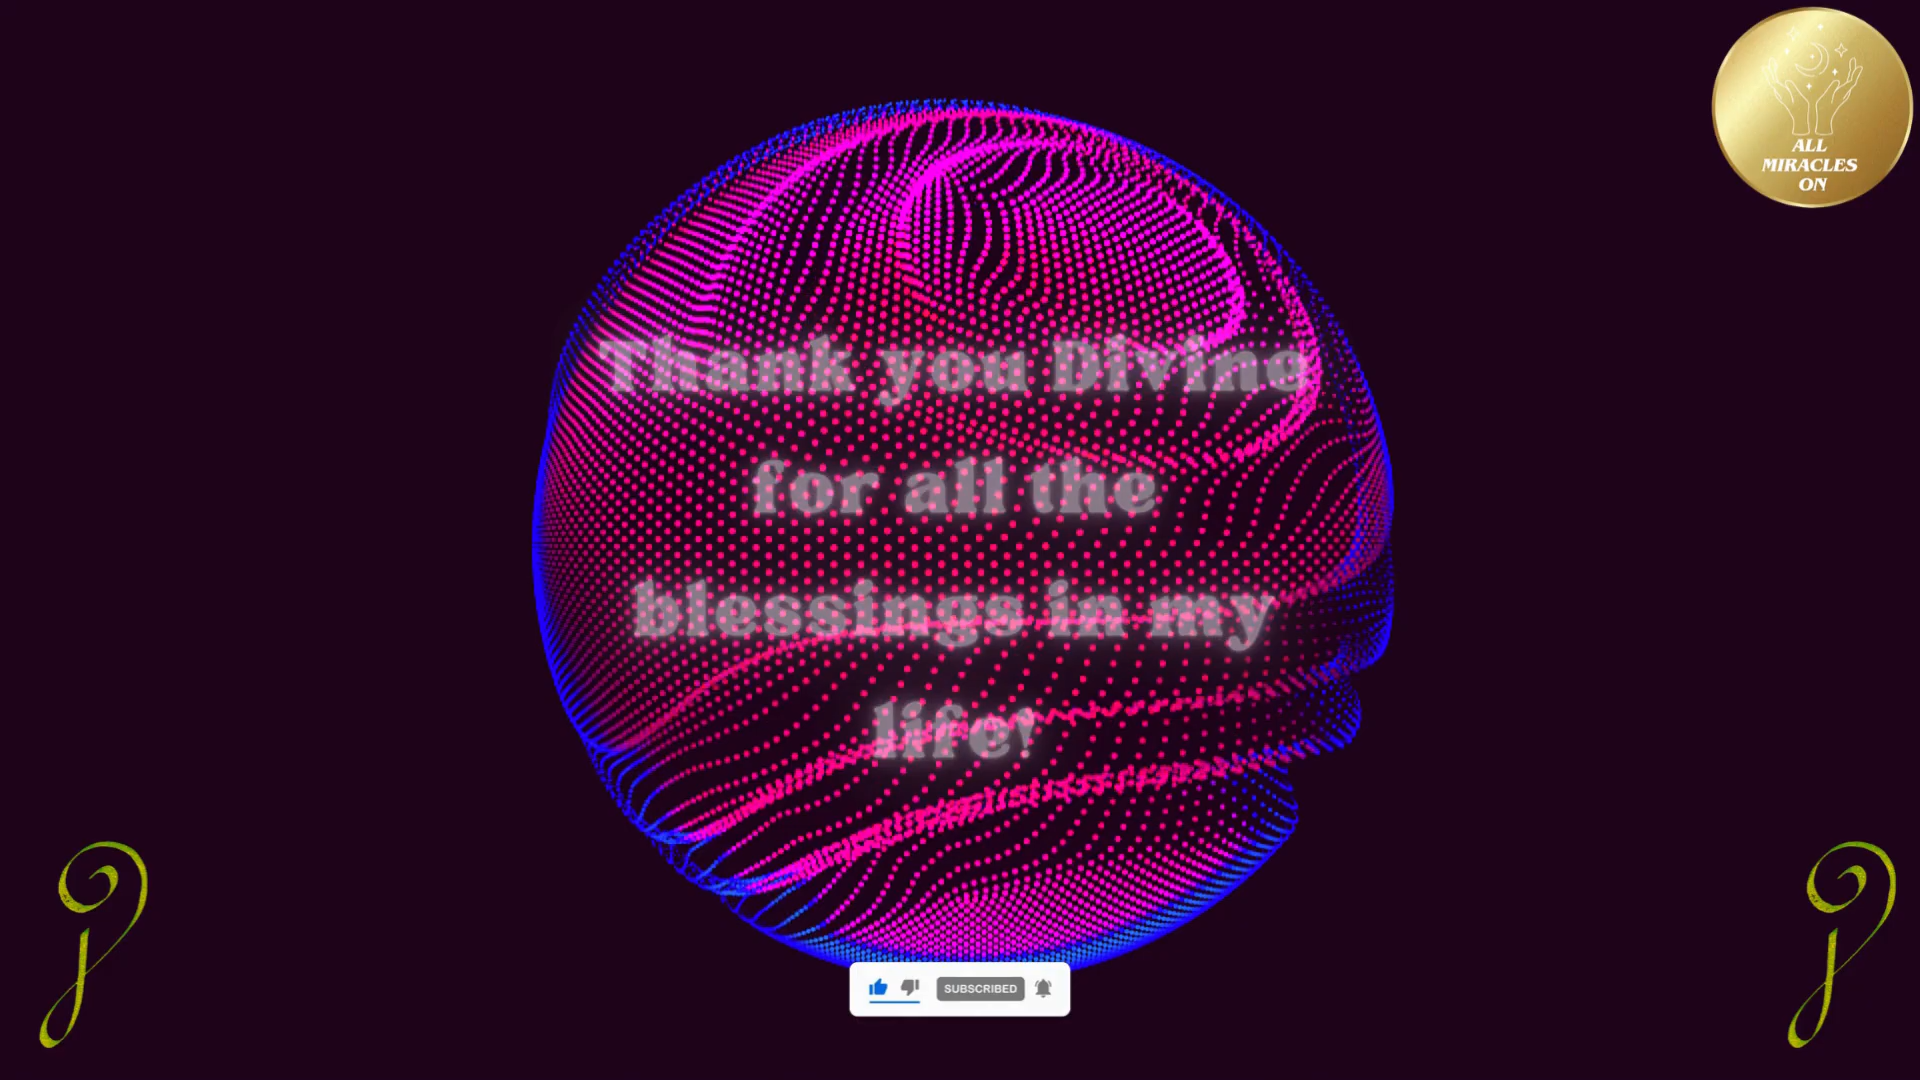 ALL
MIRACLES
ON
Thank you Divine
for all the
blessings in my
life!
SUBSCRIBED